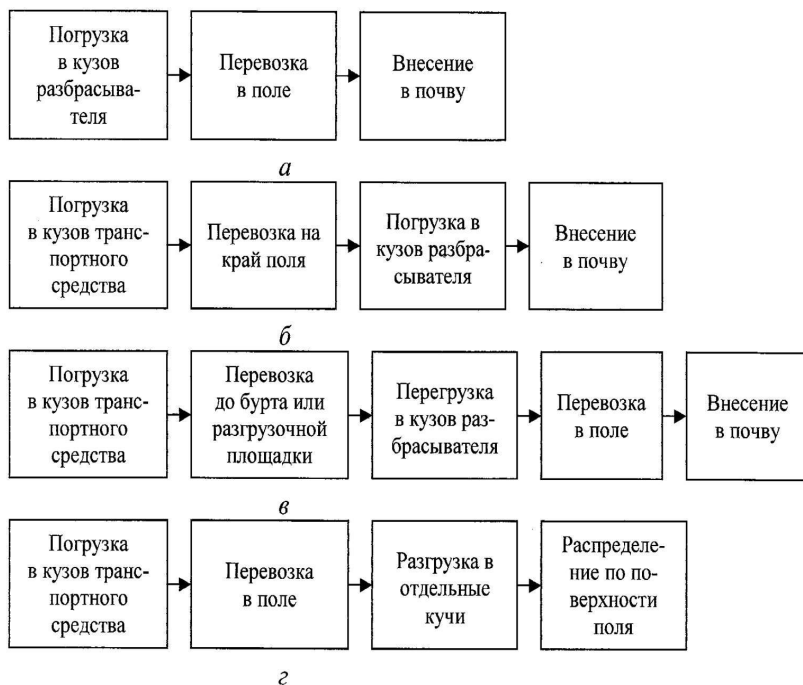 Погрузка
в кузов
разбрасыва-
теля
Перевозка
в поле
Внесение
в почву
а
Погрузка
в кузов транс-
портного
средства
Перевозка на
край поля
Погрузка в
кузов разбра-
сывателя
Внесение
в почву
б
Погрузка
в кузов транс-
портного
средства
Перевозка
до бурта или
разгрузочной
площадки
Перегрузка
в кузов раз-
брасывателя
Перевозка
в поле
Внесение
в почву
в
Погрузка
в кузов транс-
портного
средства
Перевозка
в поле
Разгрузка в
отдельные
кучи
Распределе-
ние по по-
верхности
поля
г